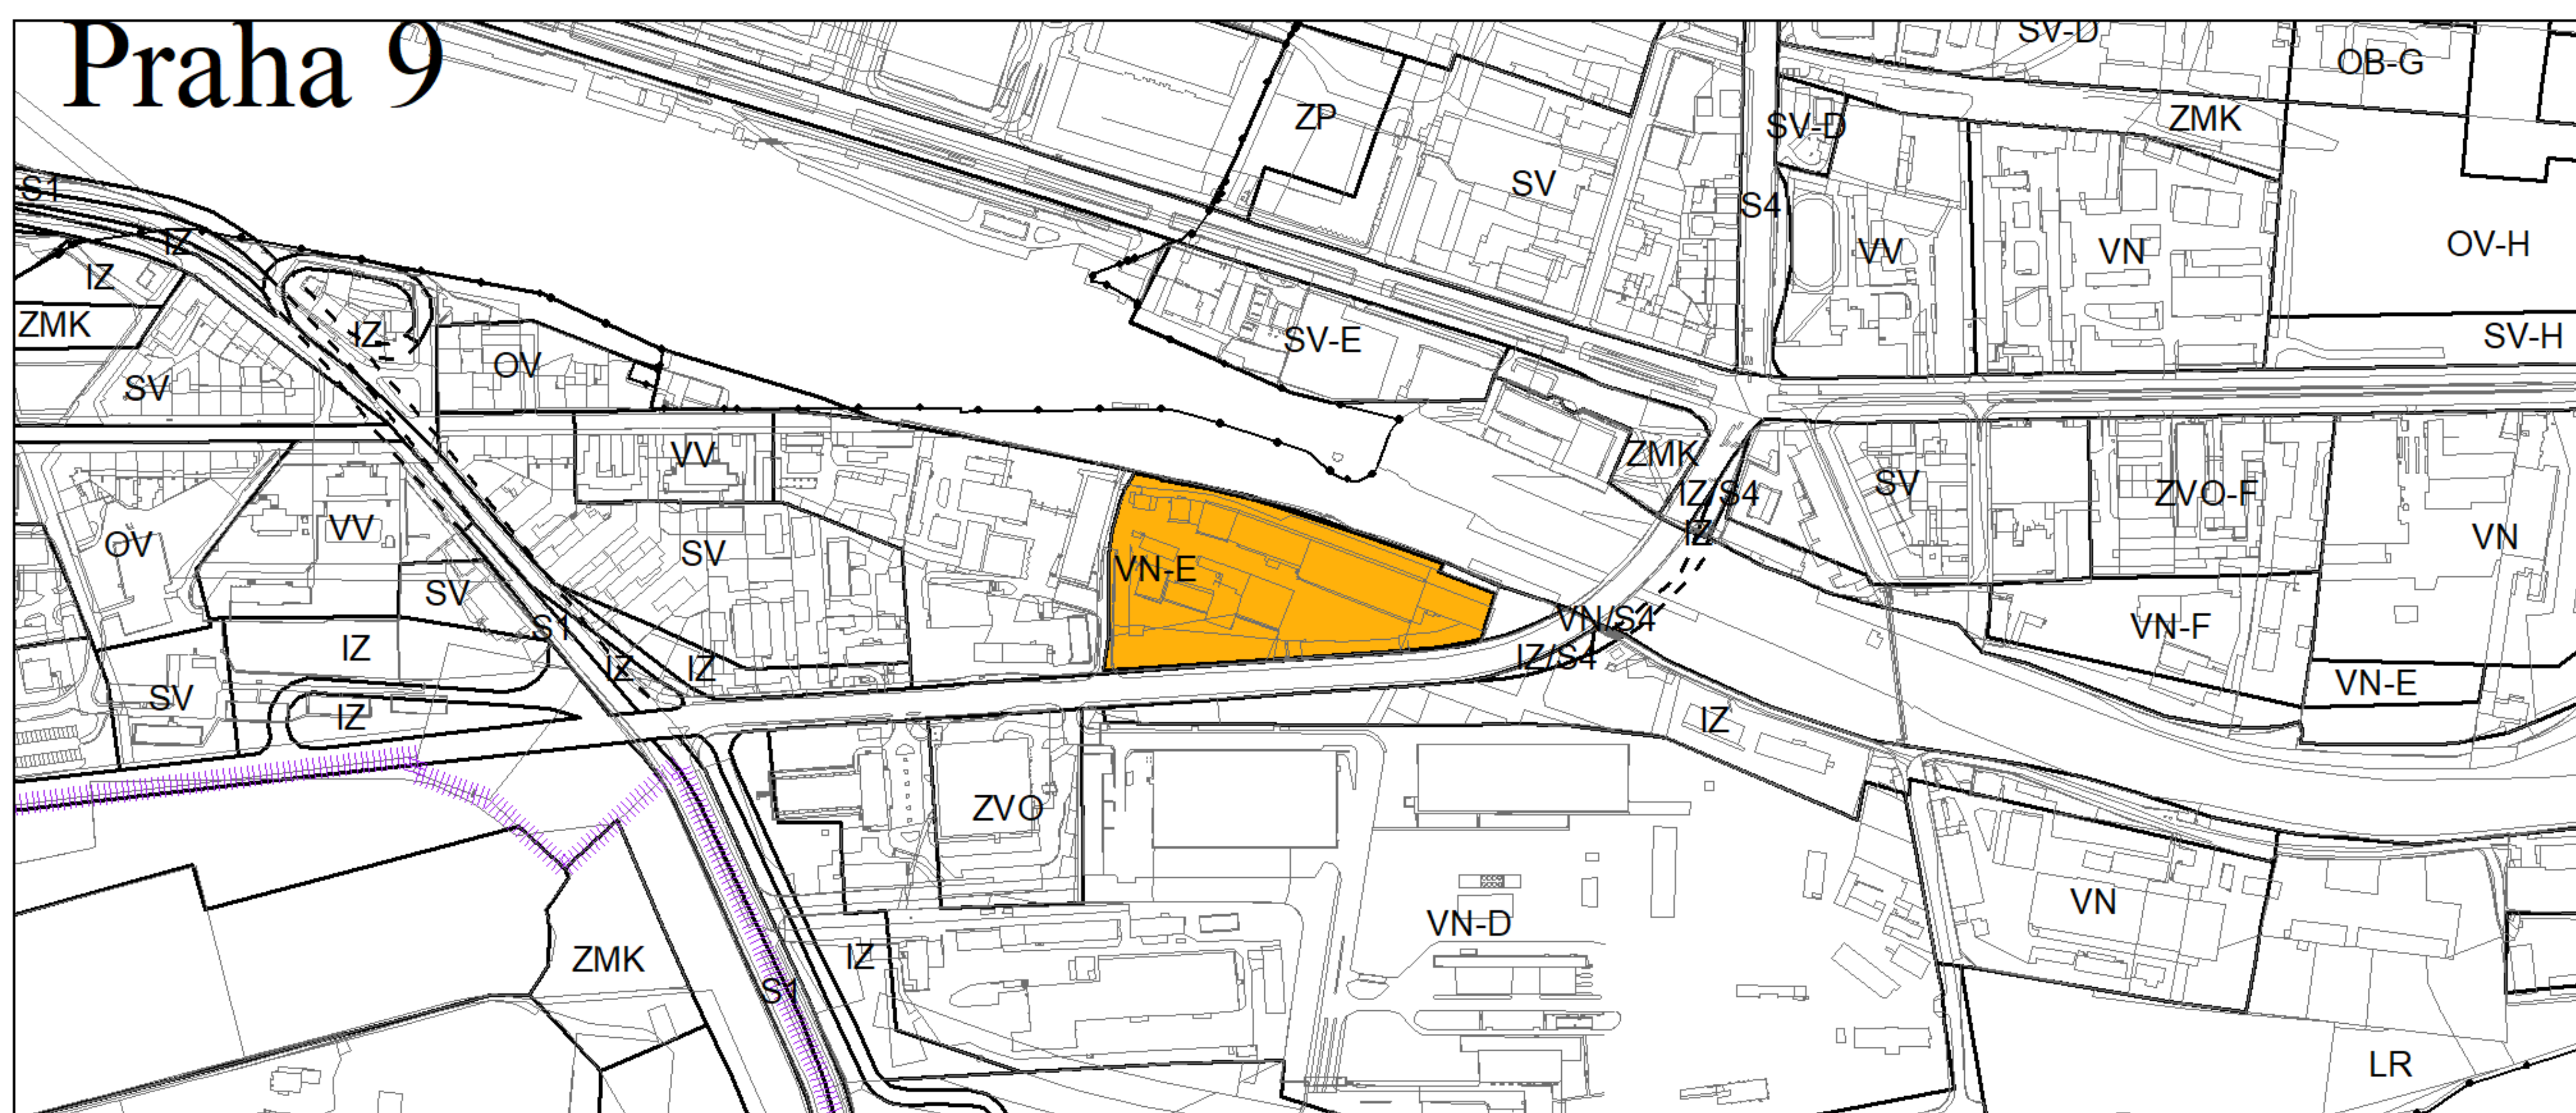 Praha 9
SV-D
OB-G
ZP
SV-D
ZMK
S1
SV
S4
IZ
VV
VN
OV-H
IZ
ZMK
IZ
SV-E
SV-H
OV
SV
VV
ZMK
SV
ZVO-F
IZ/S4
OV
VV
IZ
VN
SV
VN-E
SV
VN/S4
VN-F
S1
IZ
IZ
IZ
IZ/S4
VN-E
SV
IZ
IZ
ZVO
VN
VN-D
ZMK
IZ
S1
LR